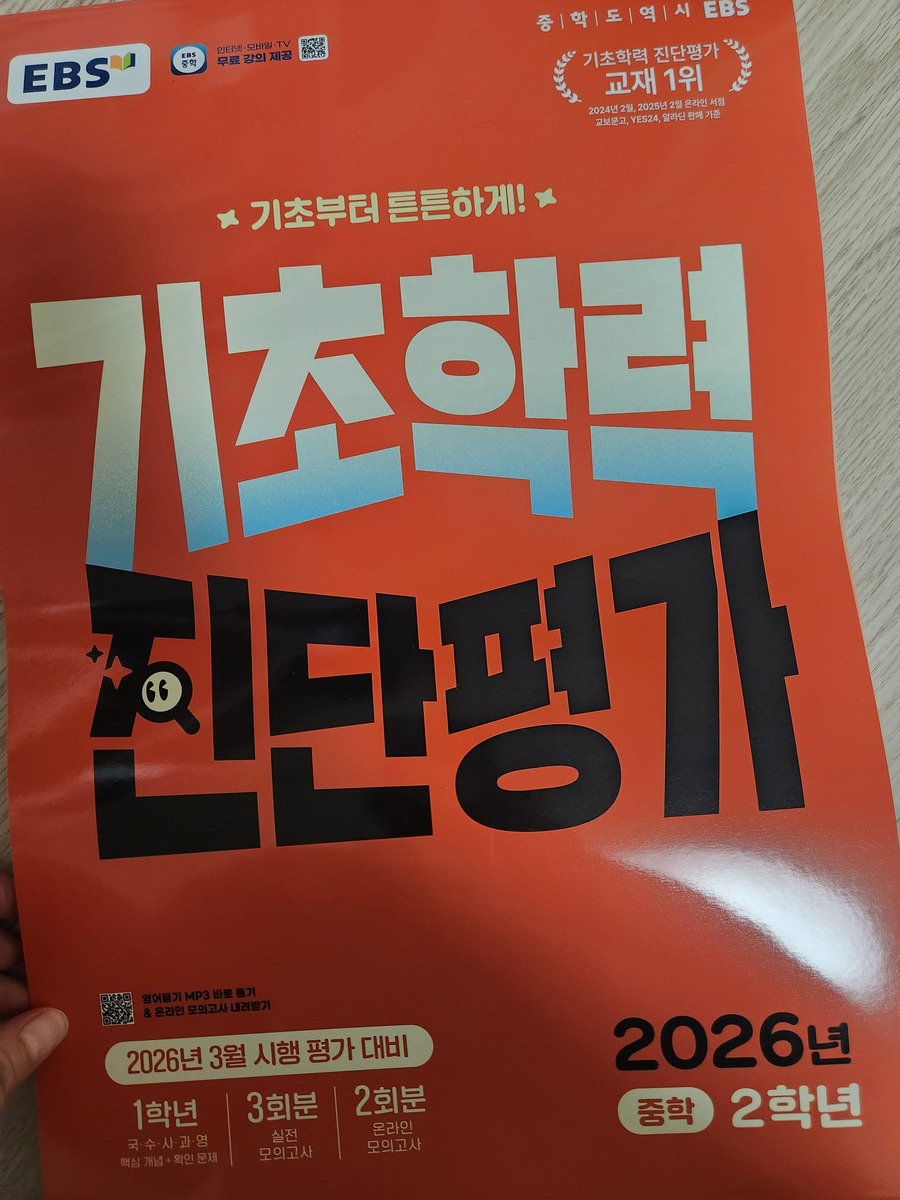 중|학|도|역|시 EBS
EBS
EBS 중학
인터넷·모바일·TV
무료 강의 제공
기초학력 진단평가
교재 1위
2024년 2월, 2025년 2월 온라인 서점
교보문고, YES24, 알라딘 판매 기준
기초부터 튼튼하게!
기초학력
진단평가
영어듣기 MP3 바로 듣기
& 온라인 모의고사 내려받기
2026년 3월 시행 평가 대비
1학년
국·수·사·과·영
핵심 개념 + 확인 문제
3회분
실전
모의고사
2회분
온라인
모의고사
2026년
중학 2학년